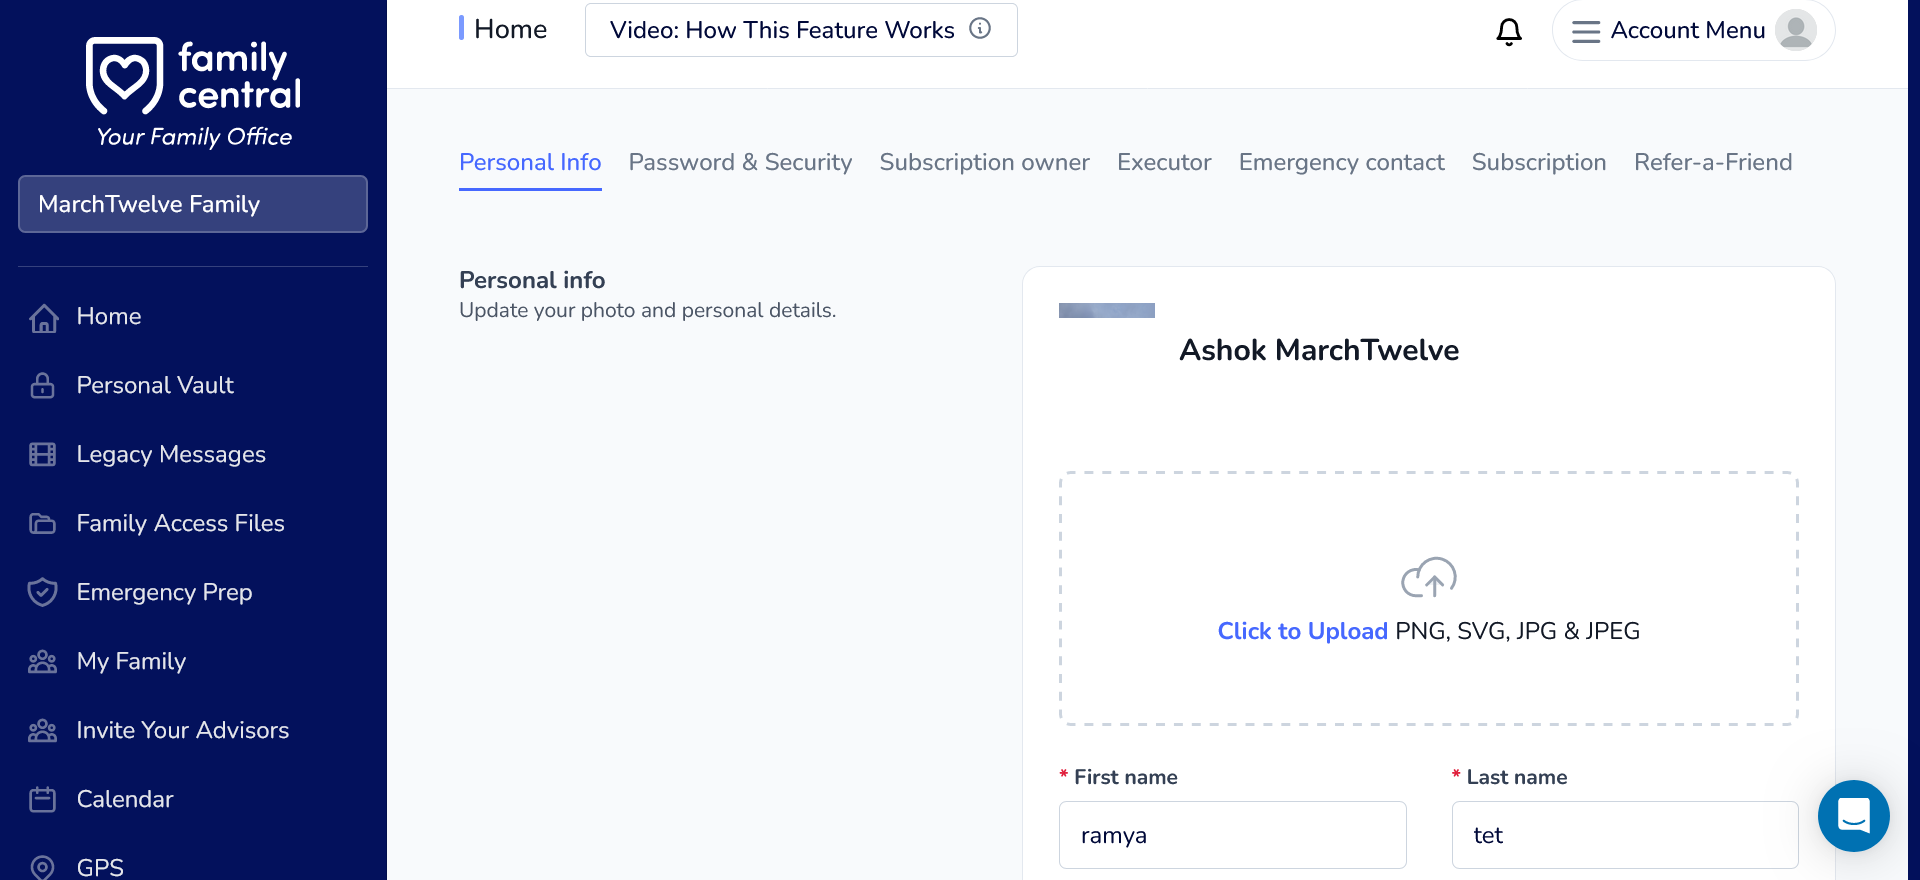 family
central
Your Family Office
MarchTwelve Family
Home
Personal Vault
Legacy Messages
Family Access Files
Emergency Prep
My Family
Invite Your Advisors
Calendar
GPS
Home
Video: How This Feature Works
Account Menu
Personal Info Password & Security Subscription owner Executor Emergency contact Subscription Refer-a-Friend
Personal info
Update your photo and personal details.
Ashok MarchTwelve
Click to Upload PNG, SVG, JPG & JPEG
* First name
ramya
* Last name
tet